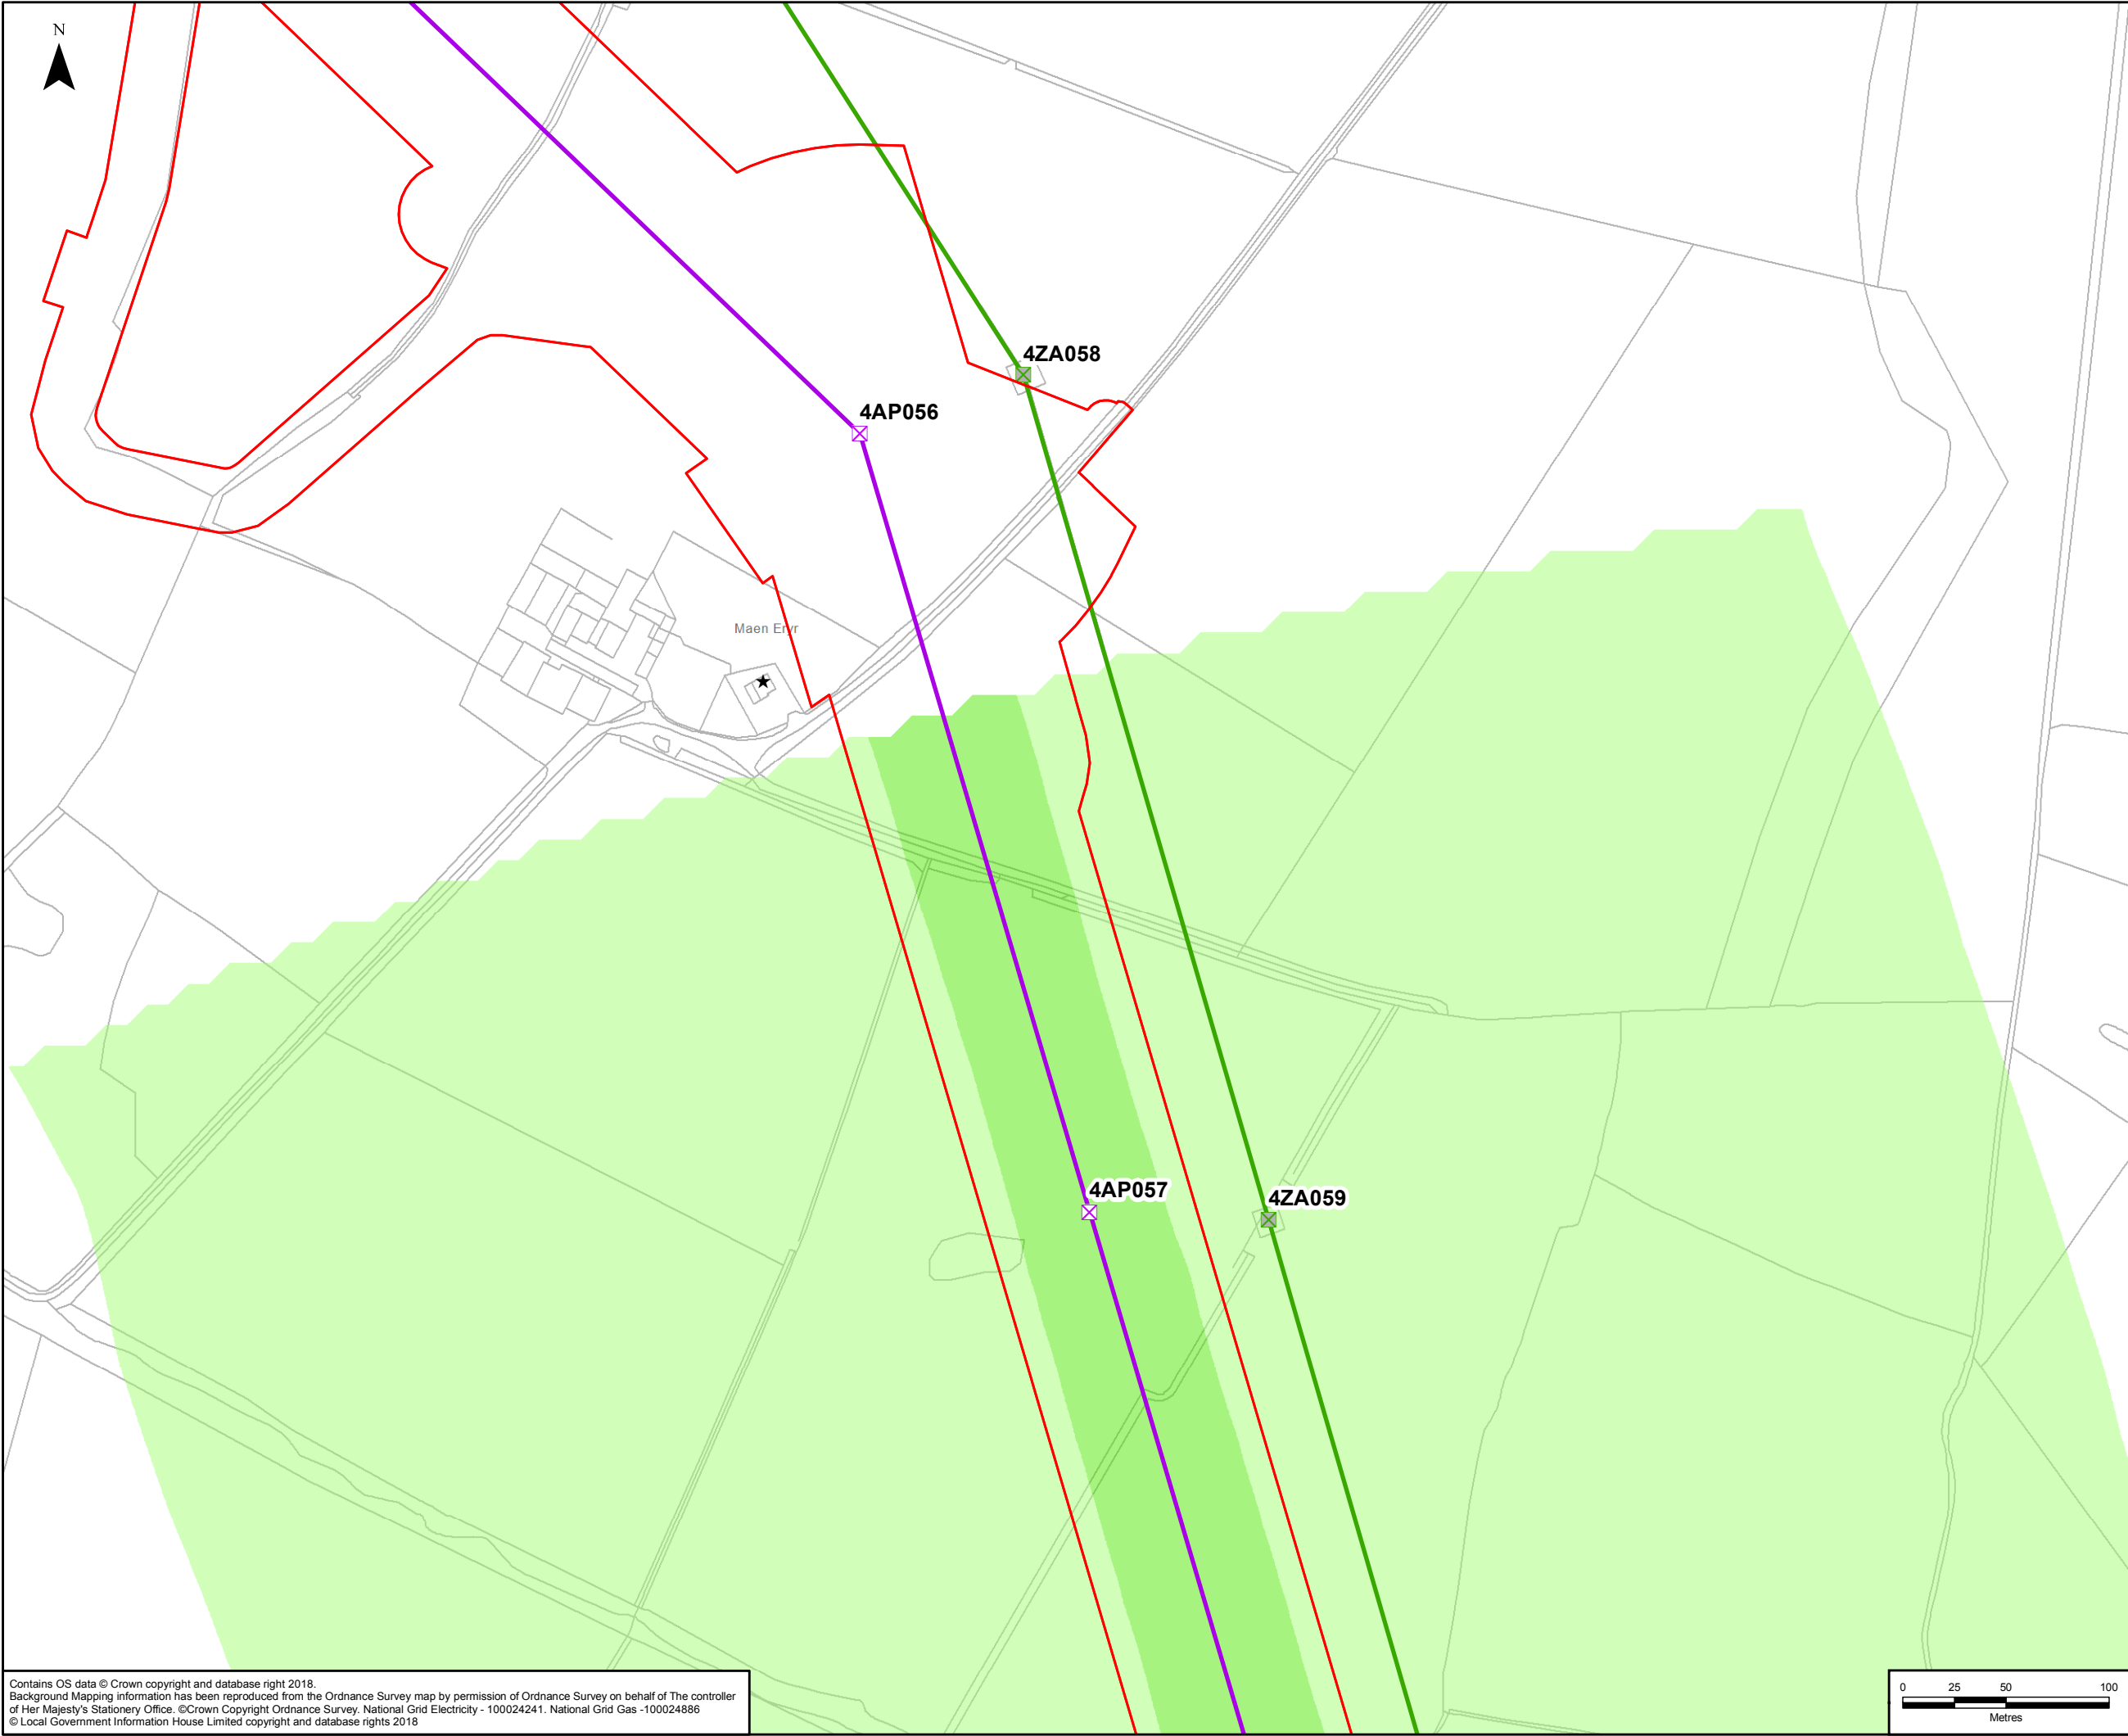 N
4ZA058
4AP056
Maen Eryr
4AP057
4ZA059
Contains OS data © Crown copyright and database right 2018.
Background Mapping information has been reproduced from the Ordnance Survey map by permission of Ordnance Survey on behalf of The controller
of Her Majesty's Stationery Office. ©Crown Copyright Ordnance Survey. National Grid Electricity - 100024241. National Grid Gas -100024886
© Local Government Information House Limited copyright and database rights 2018
0 25 50 100
Metres